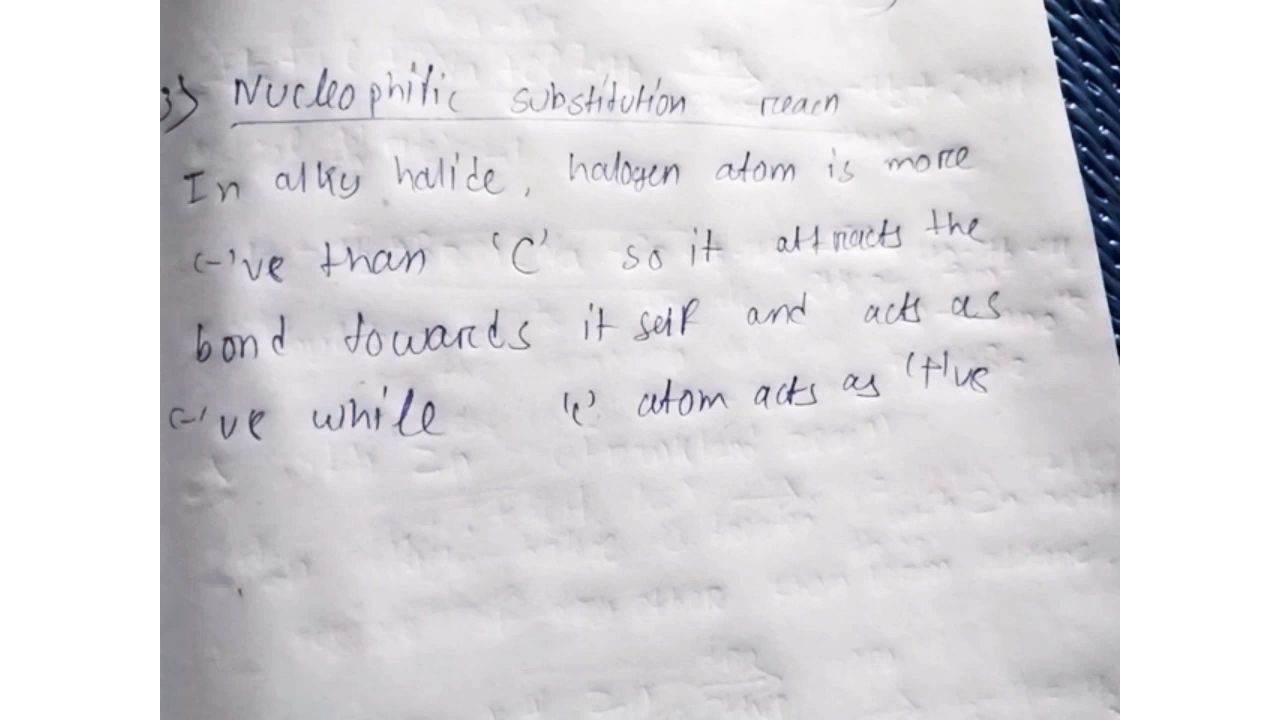 3) Nucleophilic substitution reacn
In alky halide, halogen atom is more
(-)'ve than 'C' so it attracts the
bond towards it self and acts as
(-)'ve while 'c' atom acts as (+)'ve